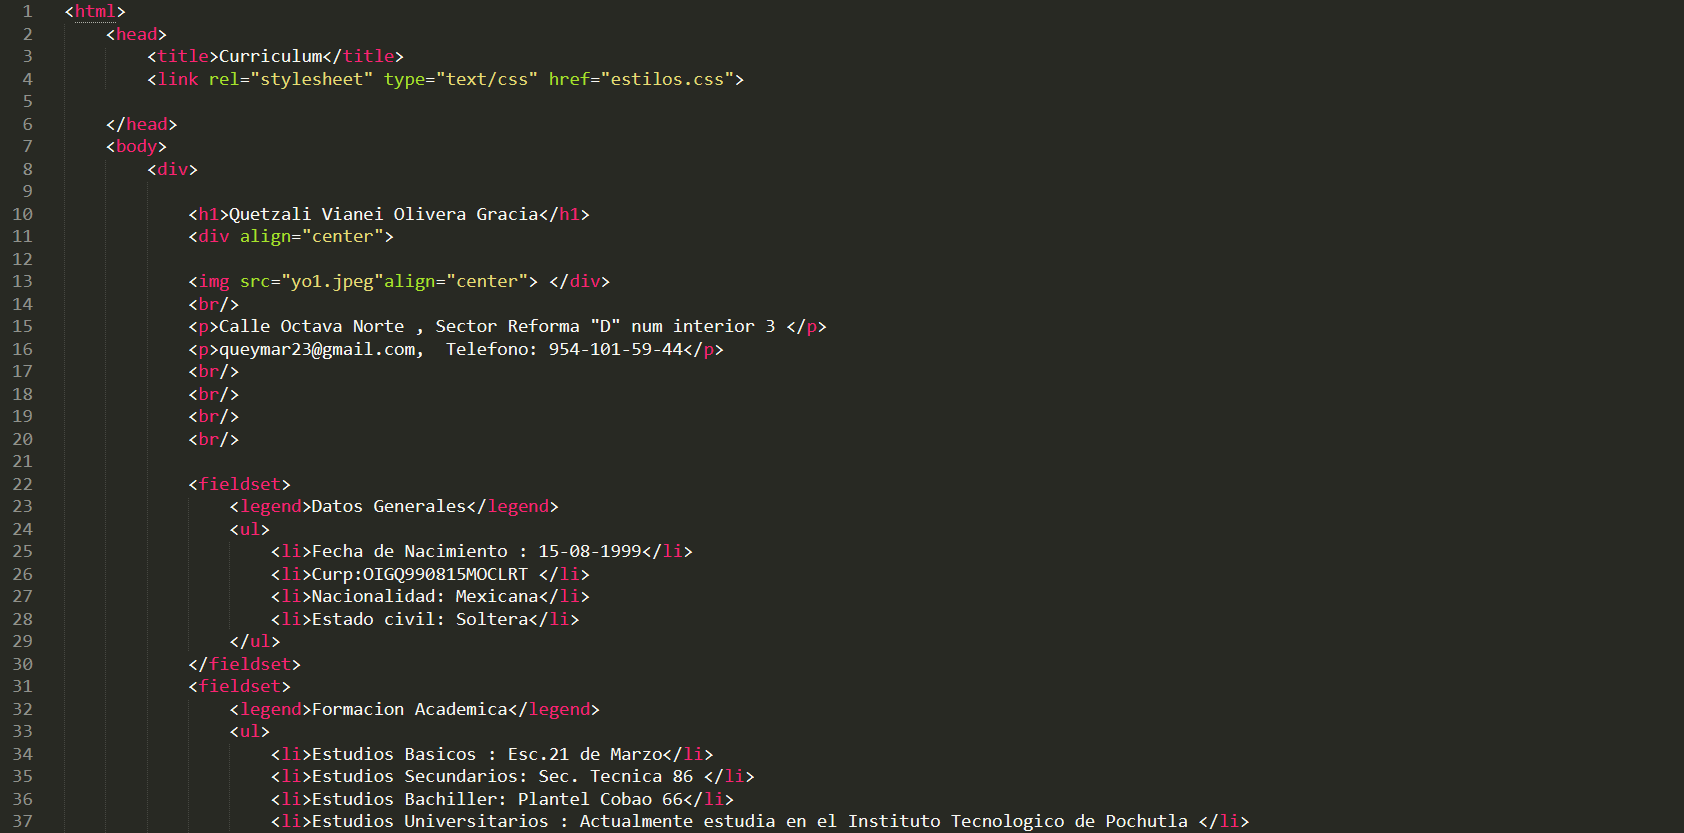 1 <html>
2 <head>
3 <title>Curriculum</title>
4 <link rel="stylesheet" type="text/css" href="estilos.css">
5
6 </head>
7 <body>
8 <div>
9
10 <h1>Quetzali Vianei Olivera Gracia</h1>
11 <div align="center">
12
13 <img src="yo1.jpeg"align="center"> </div>
14 <br/>
15 <p>Calle Octava Norte , Sector Reforma "D" num interior 3 </p>
16 <p>queymar23@gmail.com,  Telefono: 954-101-59-44</p>
17 <br/>
18 <br/>
19 <br/>
20 <br/>
21
22 <fieldset>
23 <legend>Datos Generales</legend>
24 <ul>
25 <li>Fecha de Nacimiento : 15-08-1999</li>
26 <li>Curp:OIGQ990815MOCLRT </li>
27 <li>Nacionalidad: Mexicana</li>
28 <li>Estado civil: Soltera</li>
29 </ul>
30 </fieldset>
31 <fieldset>
32 <legend>Formacion Academica</legend>
33 <ul>
34 <li>Estudios Basicos : Esc.21 de Marzo</li>
35 <li>Estudios Secundarios: Sec. Tecnica 86 </li>
36 <li>Estudios Bachiller: Plantel Cobao 66</li>
37 <li>Estudios Universitarios : Actualmente estudia en el Instituto Tecnologico de Pochutla </li>